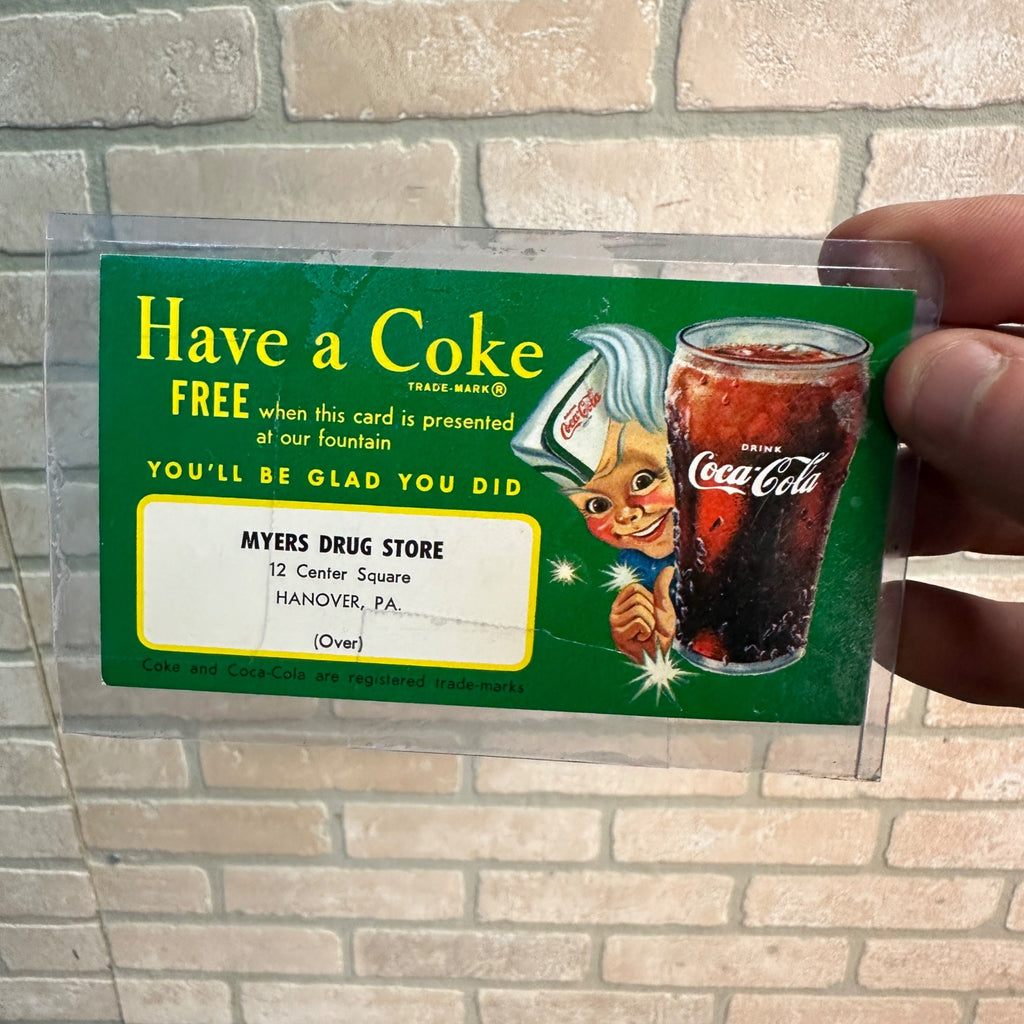 Have a Coke
TRADE-MARK ®
FREE when this card is presented
at our fountain
YOU'LL BE GLAD YOU DID
MYERS DRUG STORE
12 Center Square
HANOVER, PA.
(Over)
Coke and Coca-Cola are registered trade-marks
Coca-Cola
DRINK
Coca-Cola